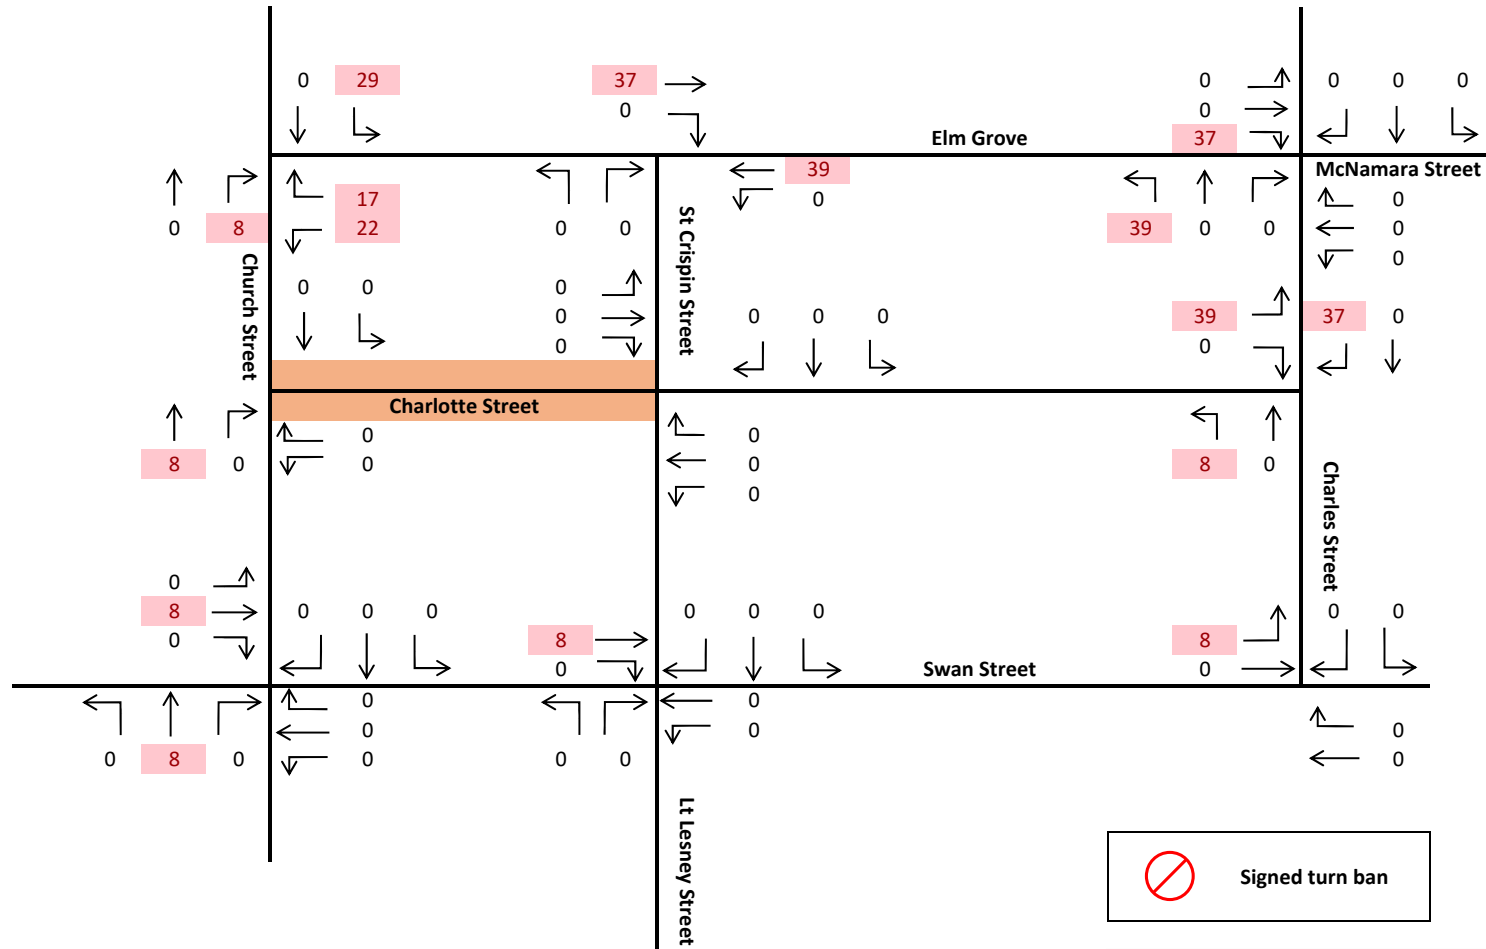 0 29 37 0 0 0 0
0 0
Elm Grove 37
39 McNamara Street
17 0 0
0 8 22 0 0 39 0 0 0
0
St Crispin Street
Church Street
0 0 0
0 0 0 0 39 37 0
0 0
Charlotte Street
0 0
8 0 0 0 8 0
0
Charles Street
0
8 0 0 0 0 0 0 0 0
0 8 8
0 Swan Street 0
0 0
0 0 0
0 8 0 0 0 0 0
Lt Lesney Street
Signed turn ban